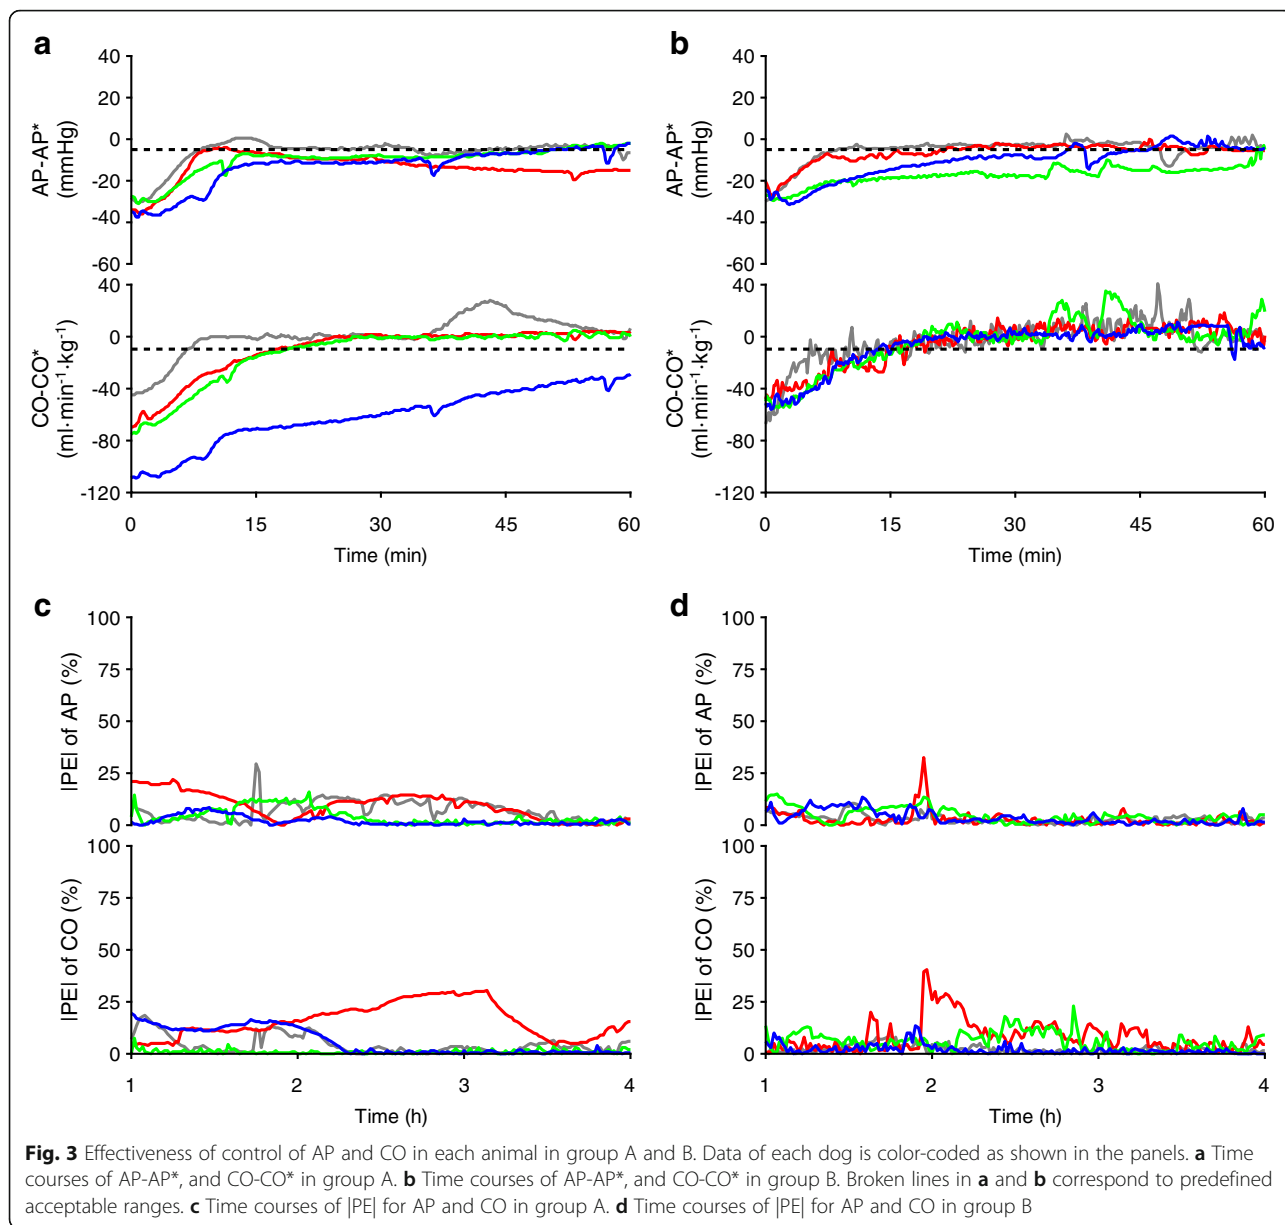 a
40
20
0
-20
-40
-60
AP-AP*
(mmHg)
40
0
-40
-80
-120
CO-CO*
(ml·min⁻¹·kg⁻¹)
0 15 30 45 60
Time (min)
b
40
20
0
-20
-40
-60
AP-AP*
(mmHg)
40
0
-40
-80
-120
CO-CO*
(ml·min⁻¹·kg⁻¹)
0 15 30 45 60
Time (min)
c
100
75
50
25
0
|PE| of AP (%)
100
75
50
25
0
|PE| of CO (%)
1 2 3 4
Time (h)
d
100
75
50
25
0
|PE| of AP (%)
100
75
50
25
0
|PE| of CO (%)
1 2 3 4
Time (h)
Fig. 3 Effectiveness of control of AP and CO in each animal in group A and B. Data of each dog is color-coded as shown in the panels. a Time
courses of AP-AP*, and CO-CO* in group A. b Time courses of AP-AP*, and CO-CO* in group B. Broken lines in a and b correspond to predefined
acceptable ranges. c Time courses of |PE| for AP and CO in group A. d Time courses of |PE| for AP and CO in group B